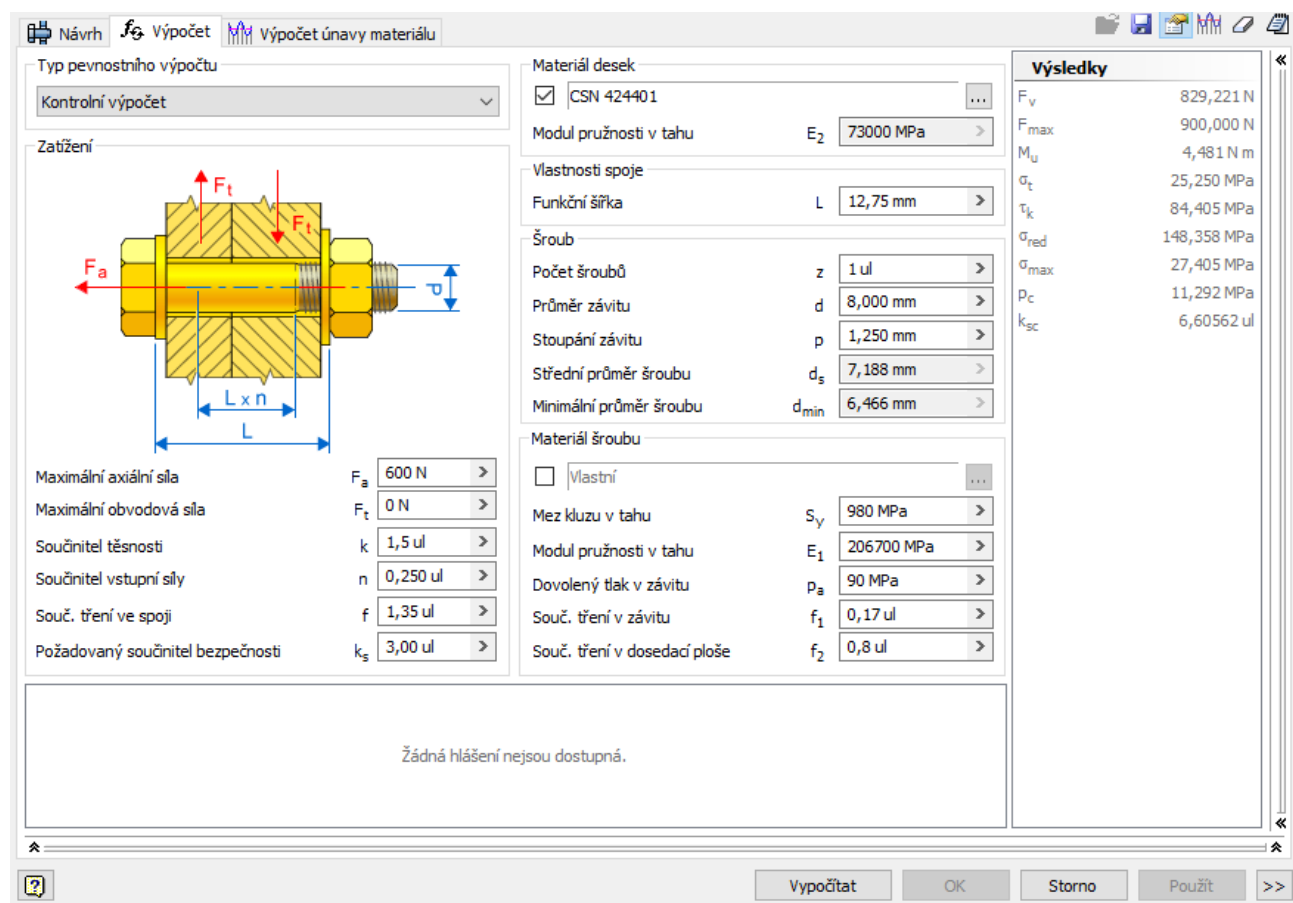 Návrh
Výpočet
Výpočet únavy materiálu
Typ pevnostního výpočtu
Kontrolní výpočet
Zatížení
Ft
Ft
Fa
d
L x n
L
Maximální axiální síla Fa 600 N >
Maximální obvodová síla Ft 0 N >
Součinitel těsnosti k 1,5 ul >
Součinitel vstupní síly n 0,250 ul >
Souč. tření ve spoji f 1,35 ul >
Požadovaný součinitel bezpečnosti ks 3,00 ul >
Materiál desek
CSN 424401 ...
Modul pružnosti v tahu E2 73000 MPa >
Vlastnosti spoje
Funkční šířka L 12,75 mm >
Šroub
Počet šroubů z 1 ul >
Průměr závitu d 8,000 mm >
Stoupání závitu p 1,250 mm >
Střední průměr šroubu ds 7,188 mm >
Minimální průměr šroubu dmin 6,466 mm >
Materiál šroubu
Vlastní ...
Mez kluzu v tahu Sy 980 MPa >
Modul pružnosti v tahu E1 206700 MPa >
Dovolený tlak v závitu pa 90 MPa >
Souč. tření v závitu f1 0,17 ul >
Souč. tření v dosedací ploše f2 0,8 ul >
Výsledky
Fv 829,221 N
Fmax 900,000 N
Mu 4,481 N m
σt 25,250 MPa
τk 84,405 MPa
σred 148,358 MPa
σmax 27,405 MPa
pc 11,292 MPa
ksc 6,60562 ul
Žádná hlášení nejsou dostupná.
Vypočítat
OK
Storno
Použít
>>